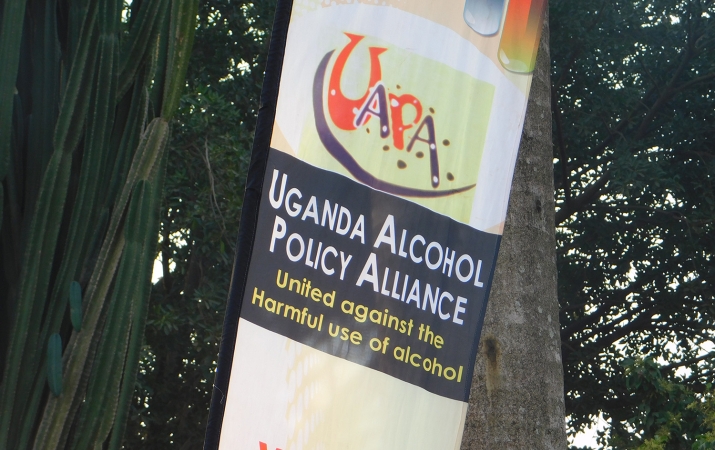 UAPA
UGANDA ALCOHOL
POLICY ALLIANCE
United against the
Harmful use of alcohol